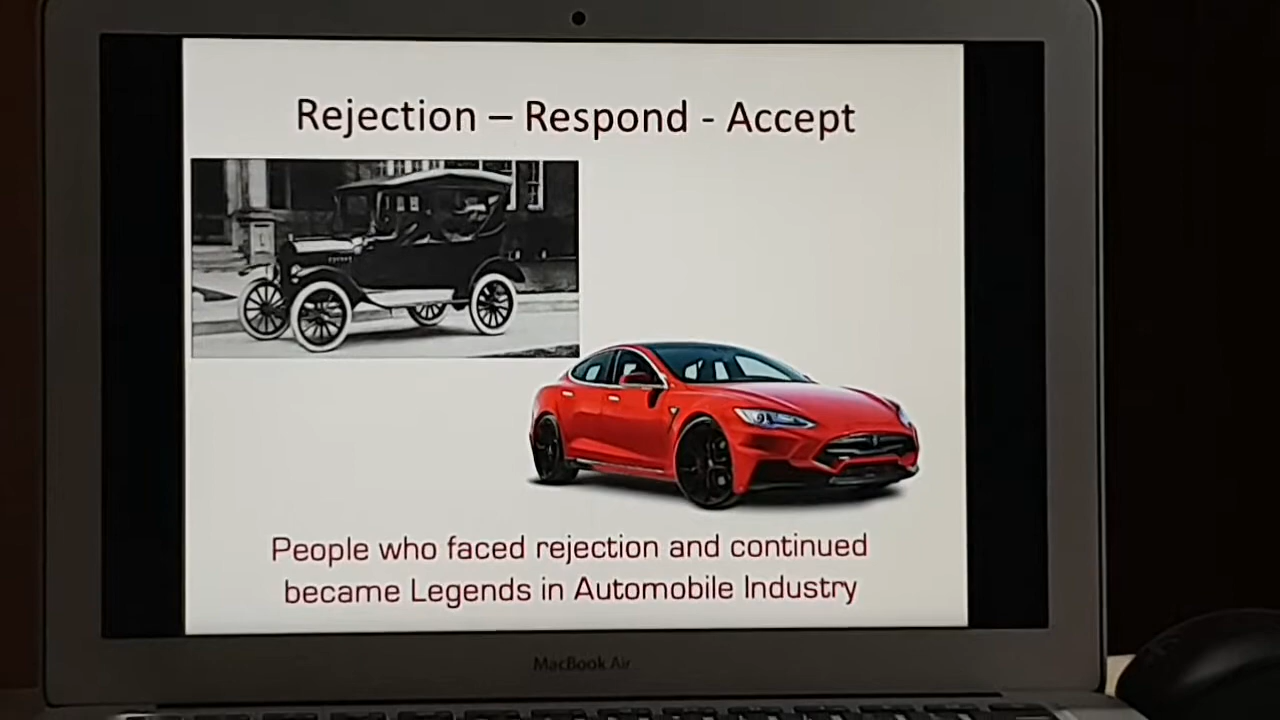 Rejection – Respond - Accept
People who faced rejection and continued
became Legends in Automobile Industry
MacBook Air